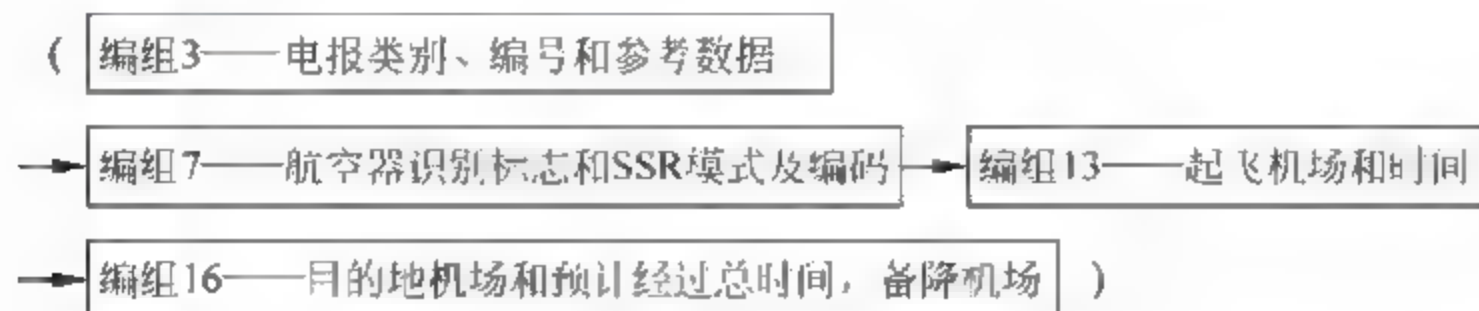 ( 编组3——电报类别、编号和参考数据
编组7——航空器识别标志和SSR模式及编码 编组13——起飞机场和时间
编组16——目的地机场和预计经过总时间，备降机场 )